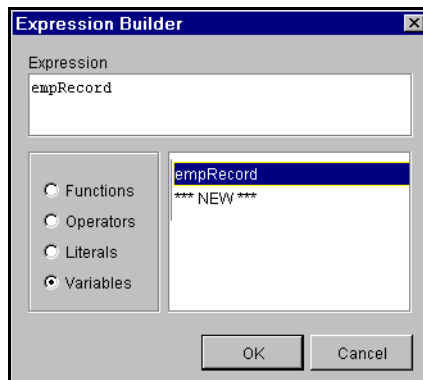 Expression Builder
Expression
empRecord
Functions
Operators
Literals
Variables
empRecord
*** NEW ***
OK
Cancel